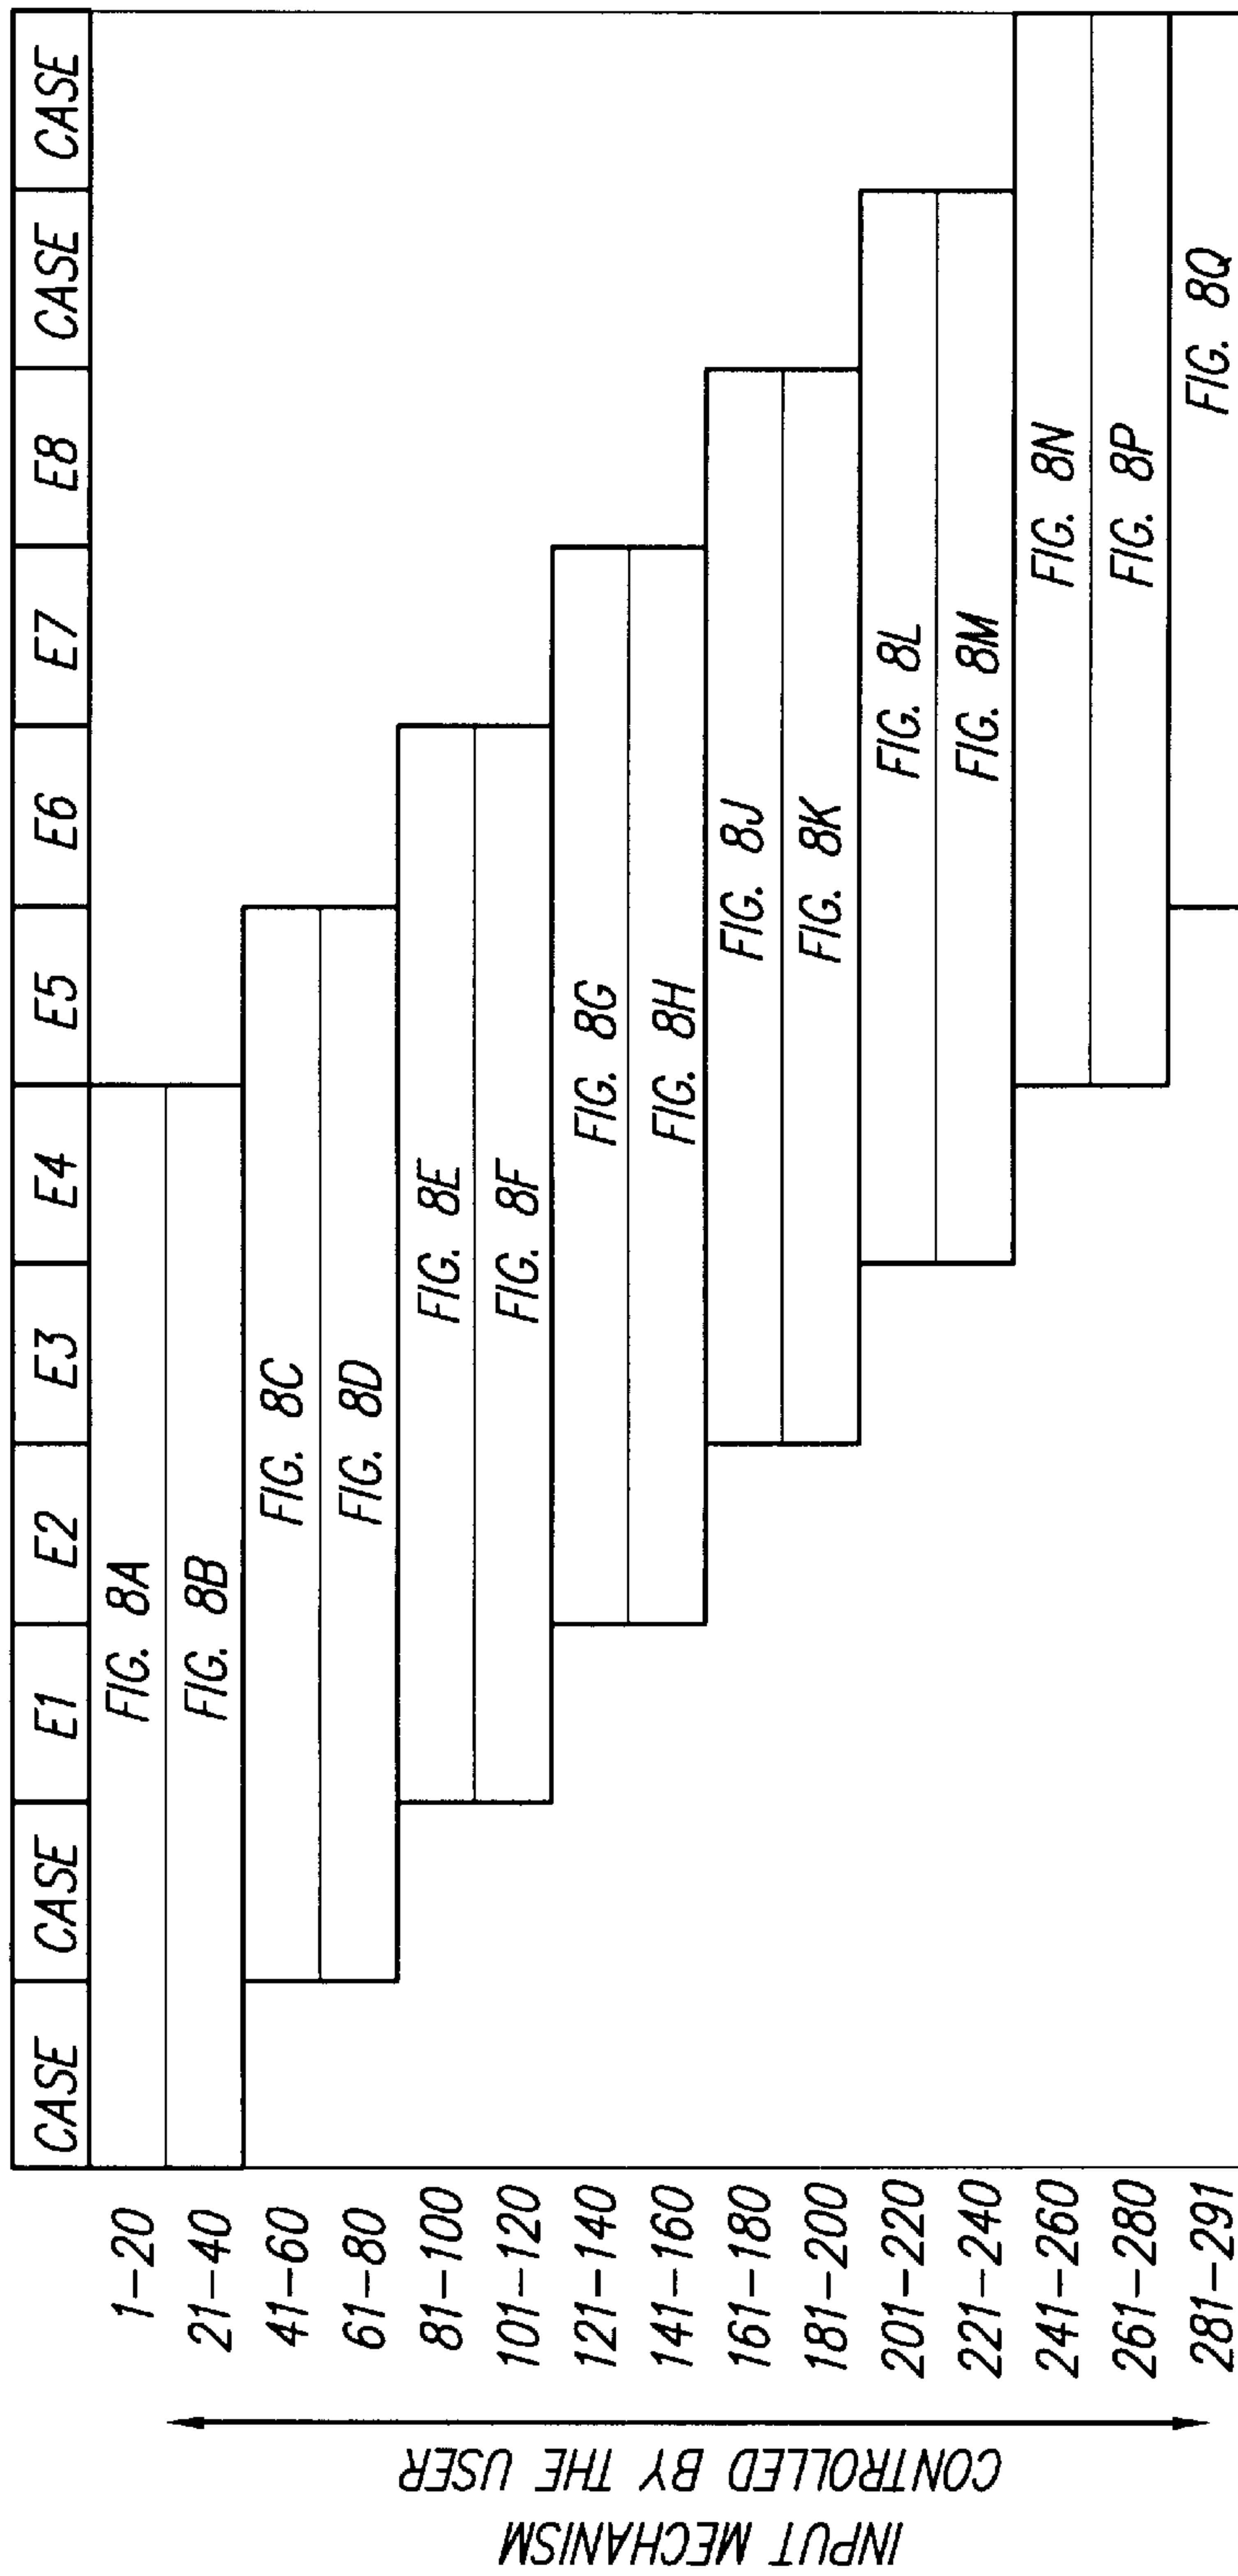 CASE CASE E1 E2 E3 E4 E5 E6 E7 E8 CASE CASE
1-20 FIG. 8A
21-40 FIG. 8B
41-60 FIG. 8C
61-80 FIG. 8D
81-100 FIG. 8E
101-120 FIG. 8F
121-140 FIG. 8G
141-160 FIG. 8H
161-180 FIG. 8J
181-200 FIG. 8K
201-220 FIG. 8L
221-240 FIG. 8M
241-260 FIG. 8N
261-280 FIG. 8P
281-291 FIG. 8Q
INPUT MECHANISM
CONTROLLED BY THE USER